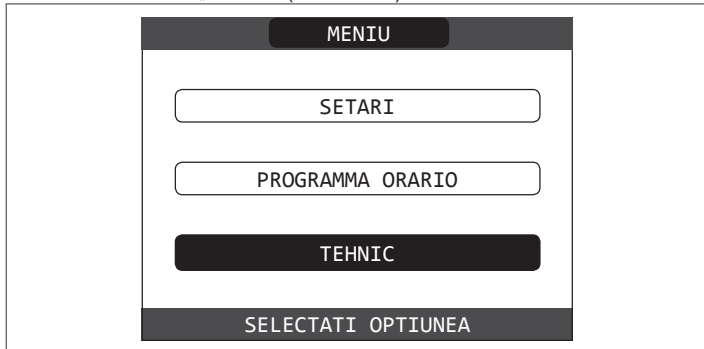 MENIU
SETARI
PROGRAMMA ORARIO
TEHNIC
SELECTATI OPTIUNEA